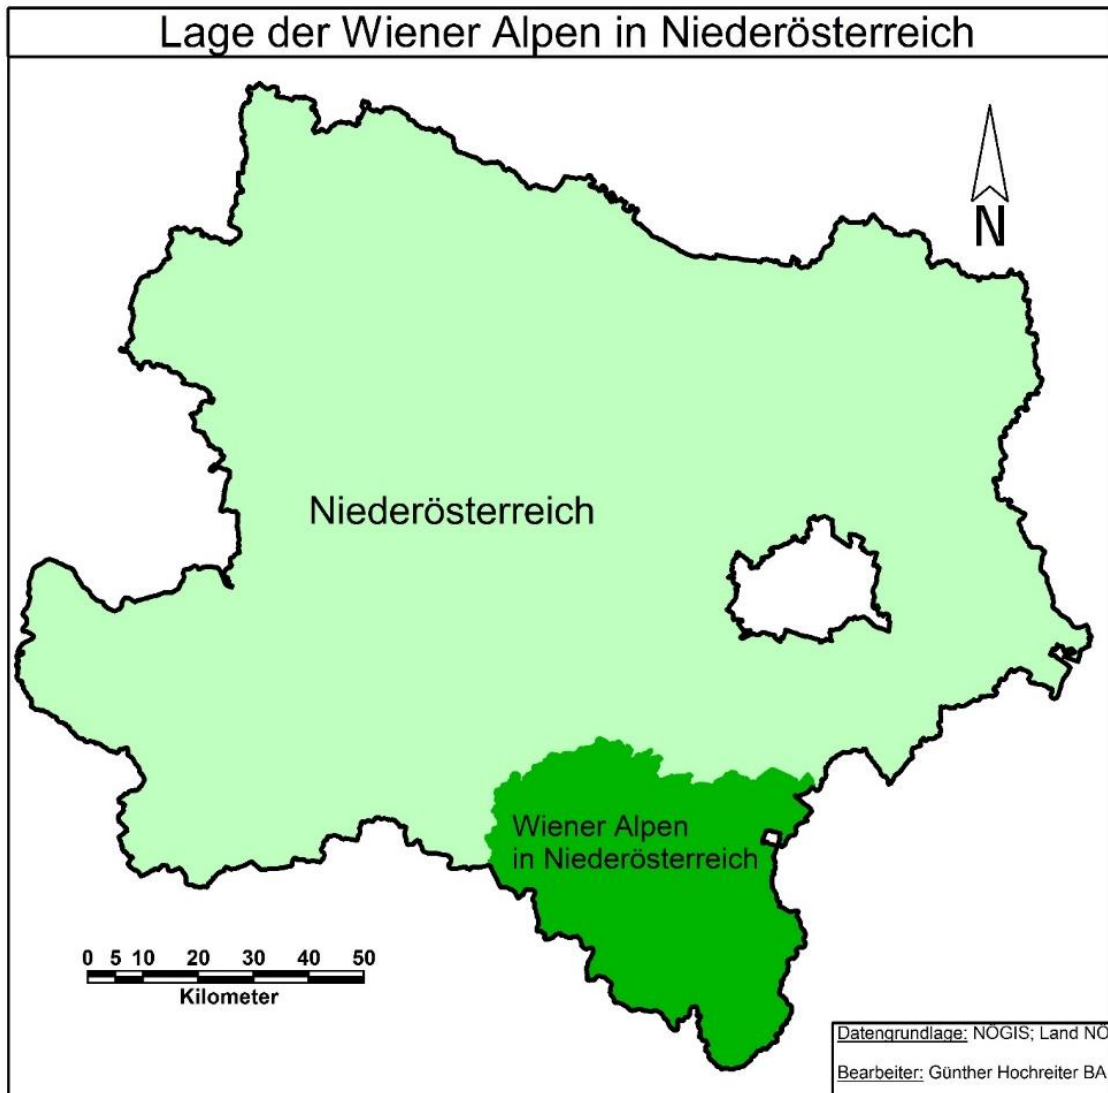 Lage der Wiener Alpen in Niederösterreich
N
Niederösterreich
Wiener Alpen
in Niederösterreich
0 5 10 20 30 40 50
Kilometer
Datengrundlage: NÖGIS; Land NÖ
Bearbeiter: Günther Hochreiter BA